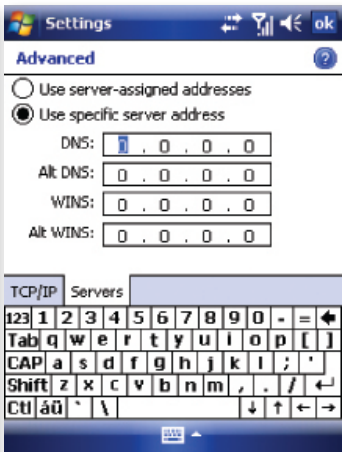 Settings ok
Advanced ?
Use server-assigned addresses
Use specific server address
DNS: 0 . 0 . 0 . 0
Alt DNS: 0 . 0 . 0 . 0
WINS: 0 . 0 . 0 . 0
Alt WINS: 0 . 0 . 0 . 0
TCP/IP Servers
123 1 2 3 4 5 6 7 8 9 0 - = 
Tab q w e r t y u i o p [ ]
CAP a s d f g h j k l ; '
Shift z x c v b n m , . / ↵
Ctl áü ` \ ↓ ↑ ← →